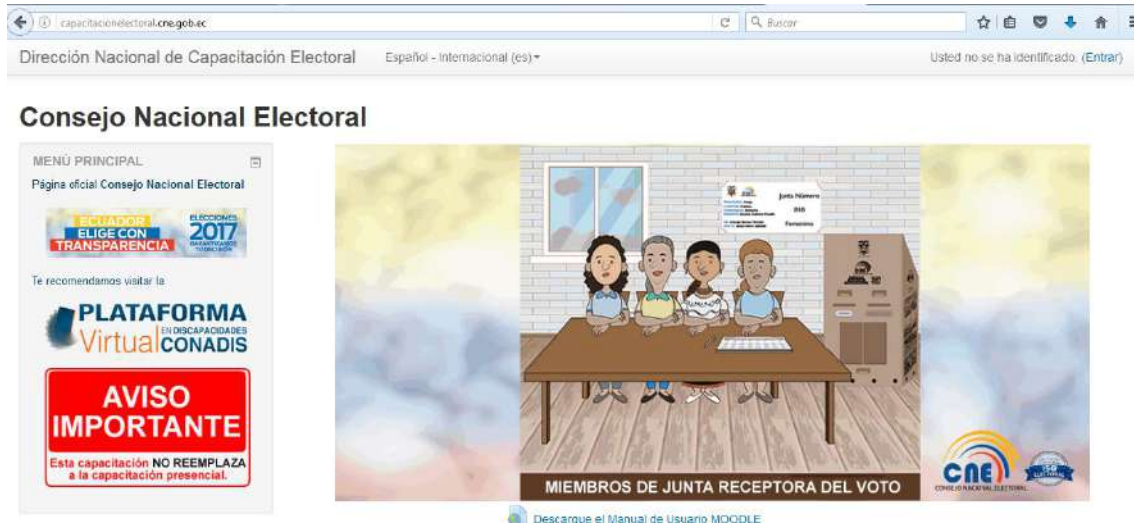 capacitacionelectoral.cne.gob.ec
Buscar
Dirección Nacional de Capacitación Electoral
Español - Internacional (es)
Usted no se ha identificado. (Entrar)
Consejo Nacional Electoral
MENÚ PRINCIPAL
Página oficial Consejo Nacional Electoral
ECUADOR
ELIGE CON
TRANSPARENCIA
ELECCIONES
2017
Te recomendamos visitar la
PLATAFORMA
Virtual
EN DISCAPACIDADES
CONADIS
AVISO
IMPORTANTE
Esta capacitación NO REEMPLAZA
a la capacitación presencial.
Junta Número
Femenino
MIEMBROS DE JUNTA RECEPTORA DEL VOTO
CNE
CONSEJO NACIONAL ELECTORAL
Descargue el Manual de Usuario MOODLE